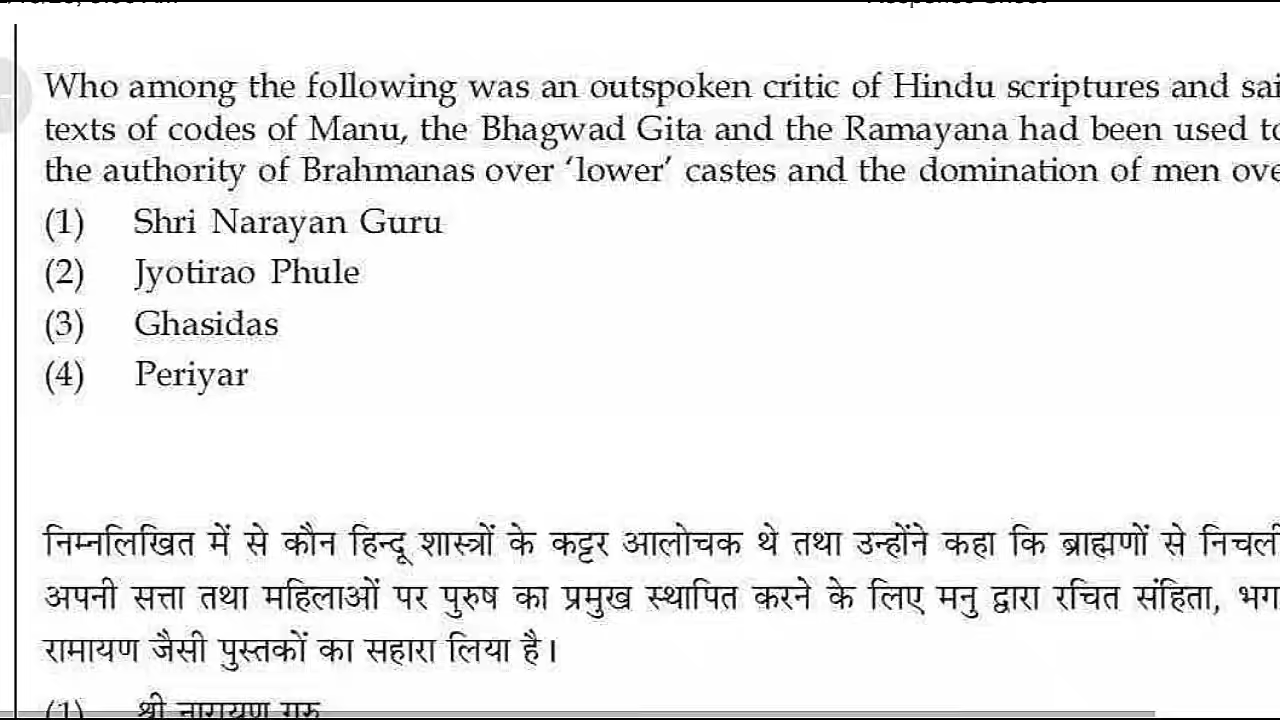 Who among the following was an outspoken critic of Hindu scriptures and sai
texts of codes of Manu, the Bhagwad Gita and the Ramayana had been used to
the authority of Brahmanas over ‘lower’ castes and the domination of men ove
(1) Shri Narayan Guru
(2) Jyotirao Phule
(3) Ghasidas
(4) Periyar
निम्नलिखित में से कौन हिन्दू शास्त्रों के कट्टर आलोचक थे तथा उन्होंने कहा कि ब्राह्मणों से निचली
अपनी सत्ता तथा महिलाओं पर पुरुष का प्रमुख स्थापित करने के लिए मनु द्वारा रचित संहिता, भग
रामायण जैसी पुस्तकों का सहारा लिया है।
(1) श्री नारायण गुरु